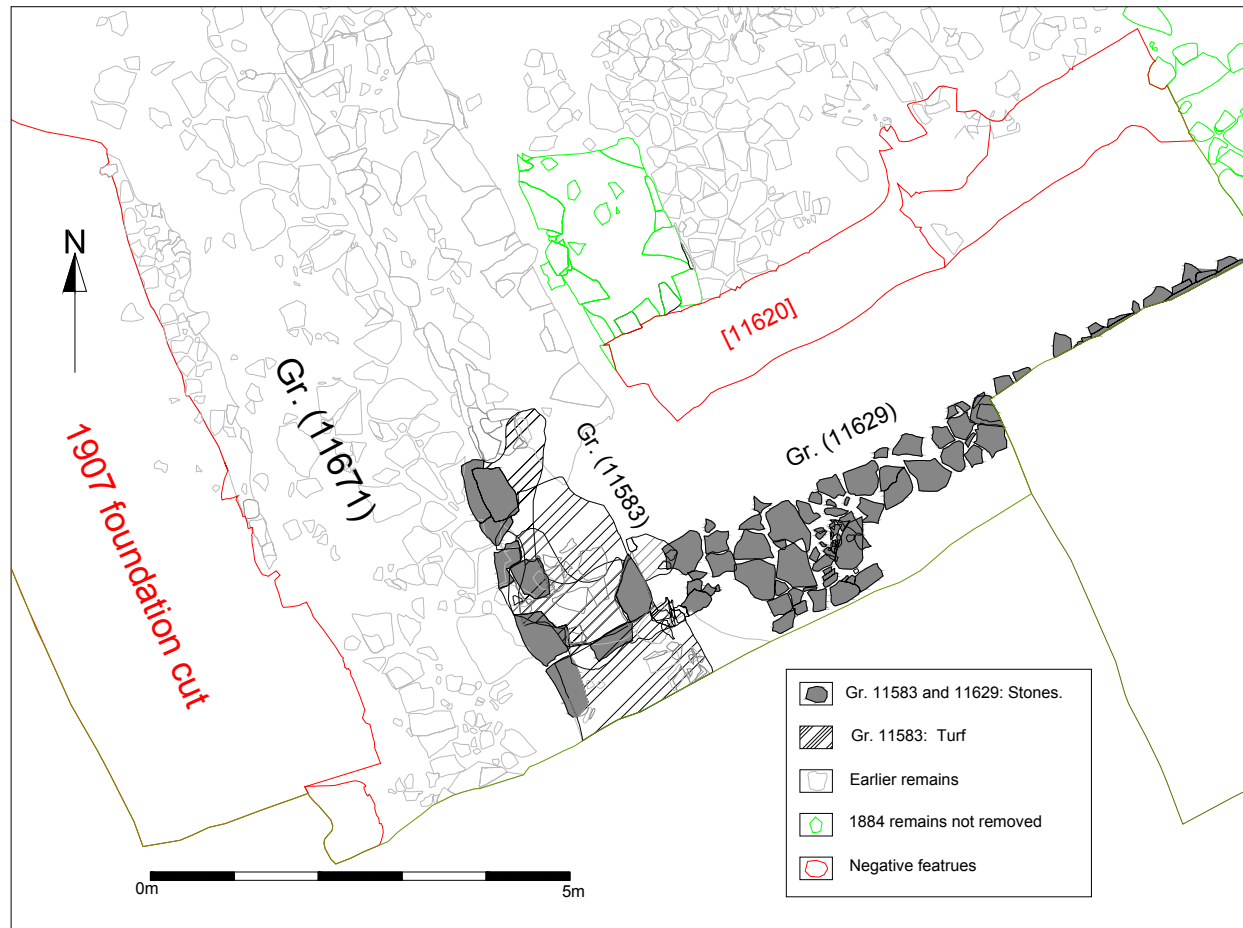 N
[11620]
Gr. (11671)
Gr. (11583)
Gr. (11629)
1907 foundation cut
Gr. 11583 and 11629: Stones.
Gr. 11583: Turf
Earlier remains
1884 remains not removed
Negative featrues
0m
5m